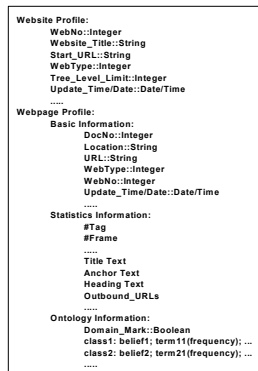 Website Profile:
WebNo::Integer
Website_Title::String
Start_URL::String
WebType::Integer
Tree_Level_Limit::Integer
Update_Time/Date::Date/Time
.....
Webpage Profile:
Basic Information:
DocNo::Integer
Location::String
URL::String
WebType::Integer
WebNo::Integer
Update_Time/Date::Date/Time
.....
Statistics Information:
#Tag
#Frame
.....
Title Text
Anchor Text
Heading Text
Outbound_URLs
.....
Ontology Information:
Domain_Mark::Boolean
class1: belief1; term11(frequency); ...
class2: belief2; term21(frequency); ...
.....